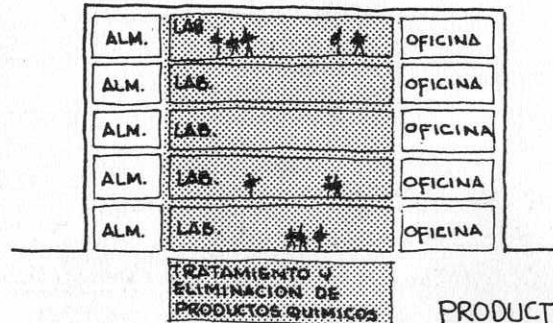 ALM. LAB. OFICINA
ALM. LAB. OFICINA
ALM. LAB. OFICINA
ALM. LAB. OFICINA
ALM. LAB. OFICINA
TRATAMIENTO Y
ELIMINACION DE
PRODUCTOS QUIMICOS
PRODUCT